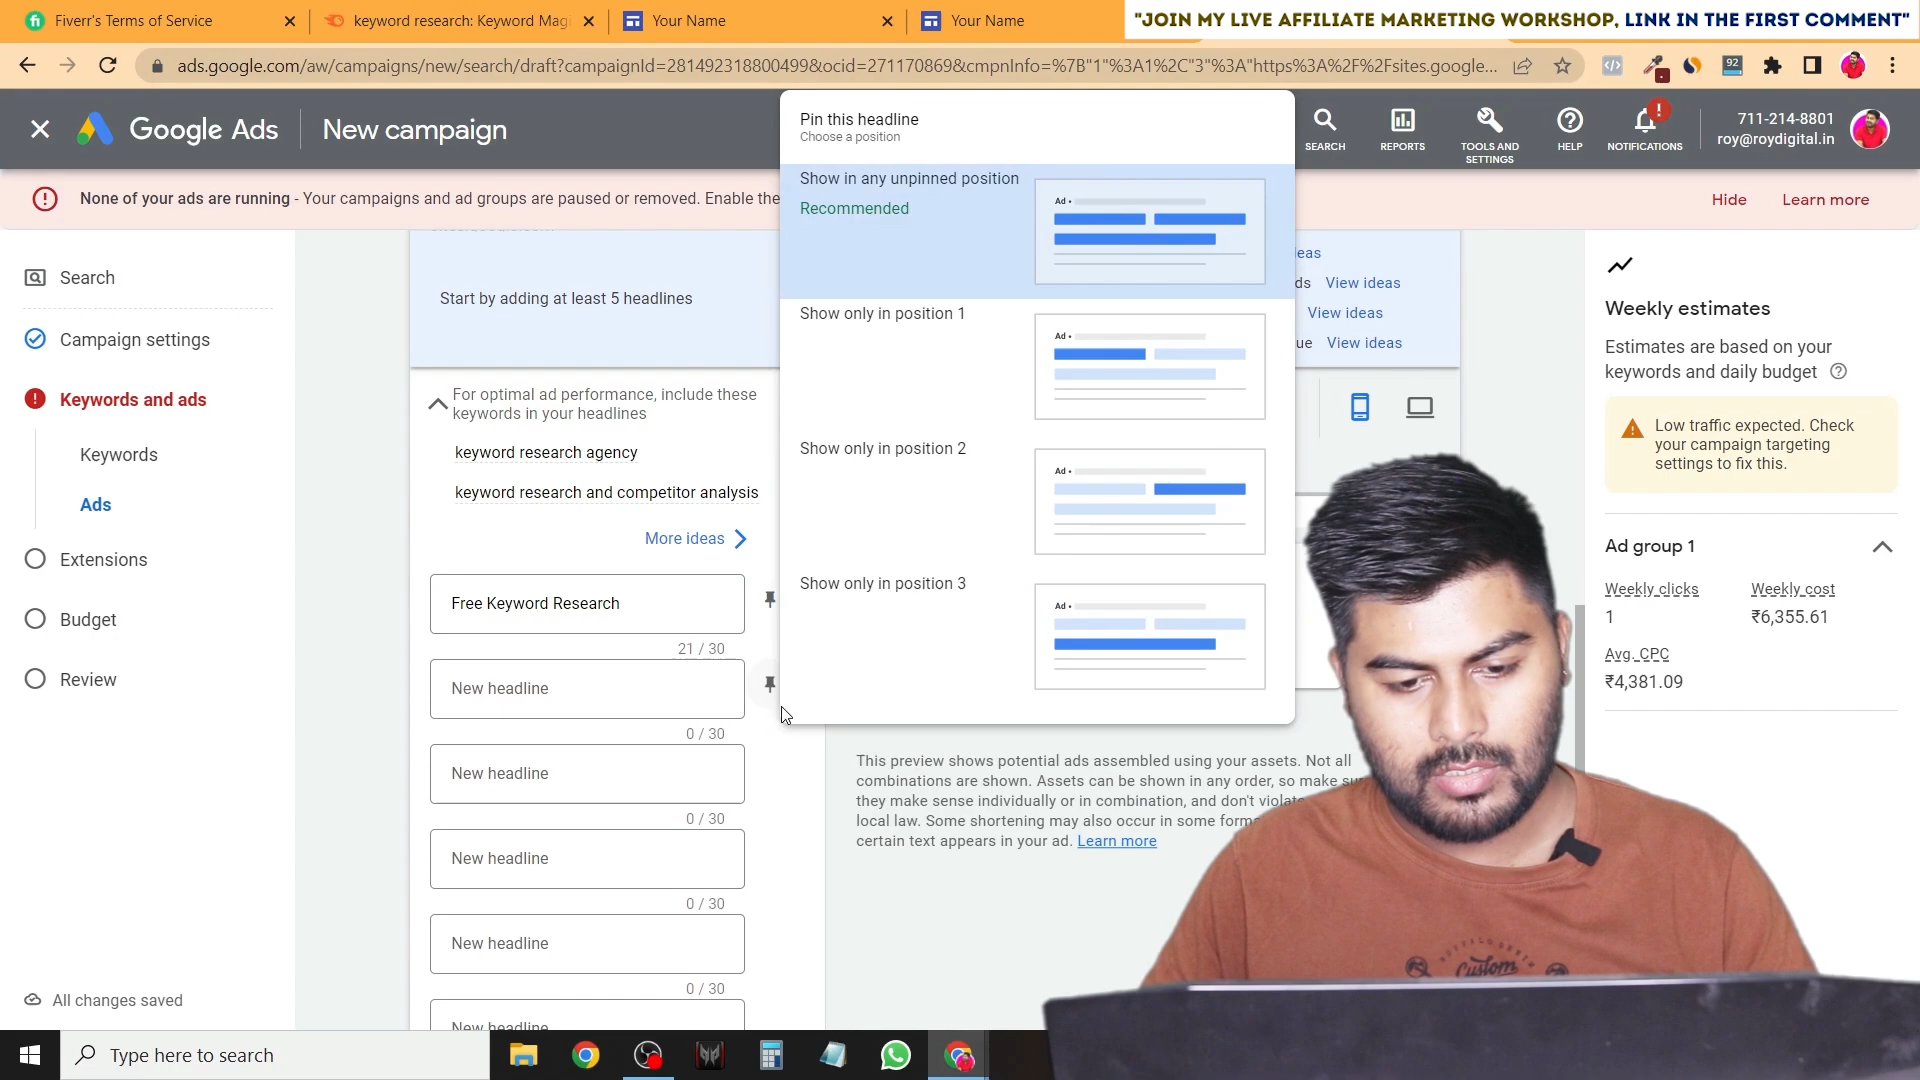 Fiverr's Terms of Service
keyword research: Keyword Mag
Your Name
Your Name
"JOIN MY LIVE AFFILIATE MARKETING WORKSHOP, LINK IN THE FIRST COMMENT"
ads.google.com/aw/campaigns/new/search/draft?campaignId=281492318800499&ocid=271170869&cmpnInfo=%7B"1"%3A1%2C"3"%3A"https%3A%2F%2Fsites.google...
92
Google Ads
New campaign
SEARCH
REPORTS
TOOLS AND
SETTINGS
HELP
NOTIFICATIONS
711-214-8801
roy@roydigital.in
None of your ads are running - Your campaigns and ad groups are paused or removed. Enable the
Hide
Learn more
Search
Campaign settings
Keywords and ads
Keywords
Ads
Extensions
Budget
Review
All changes saved
Start by adding at least 5 headlines
For optimal ad performance, include these
keywords in your headlines
keyword research agency
keyword research and competitor analysis
More ideas
Free Keyword Research
21 / 30
New headline
0 / 30
New headline
0 / 30
New headline
0 / 30
New headline
0 / 30
New headline
Pin this headline
Choose a position
Show in any unpinned position
Recommended
Ad •
Show only in position 1
Ad •
Show only in position 2
Ad •
Show only in position 3
Ad •
eas
ds View ideas
View ideas
ue View ideas
This preview shows potential ads assembled using your assets. Not all
combinations are shown. Assets can be shown in any order, so make su
they make sense individually or in combination, and don't violate
local law. Some shortening may also occur in some forma
certain text appears in your ad. Learn more
Weekly estimates
Estimates are based on your
keywords and daily budget
Low traffic expected. Check
your campaign targeting
settings to fix this.
Ad group 1
Weekly clicks
Weekly cost
1
₹6,355.61
Avg. CPC
₹4,381.09
Custom
Type here to search